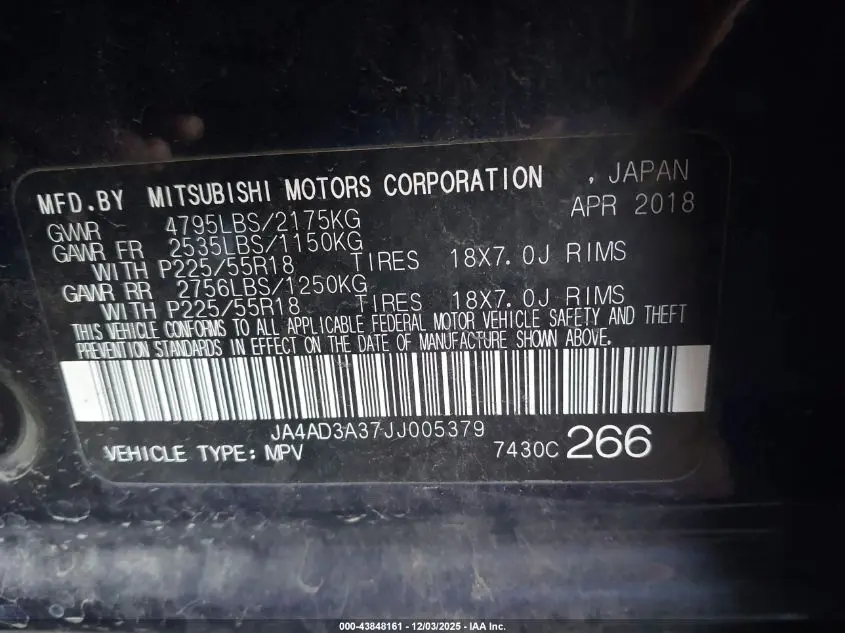 MFD.BY MITSUBISHI MOTORS CORPORATION , JAPAN
APR 2018
GVWR 4795LBS/2175KG
GAWR FR 2535LBS/1150KG
WITH P225/55R18 TIRES 18X7.0J RIMS
GAWR RR 2756LBS/1250KG
WITH P225/55R18 TIRES 18X7.0J RIMS
THIS VEHICLE CONFORMS TO ALL APPLICABLE FEDERAL MOTOR VEHICLE SAFETY AND THEFT
PREVENTION STANDARDS IN EFFECT ON THE DATE OF MANUFACTURE SHOWN ABOVE.
JA4AD3A37JJ005379
VEHICLE TYPE: MPV 7430C 266
000-43848161 - 12/03/2025 - IAA Inc.